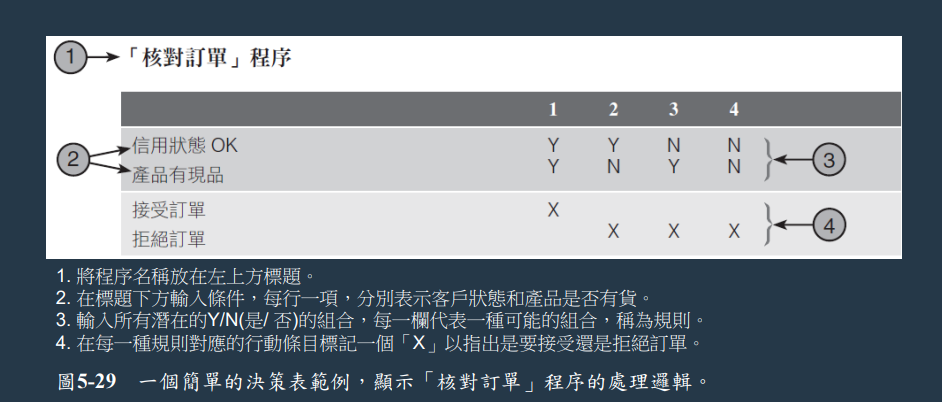 1 「核對訂單」程序
1 2 3 4
信用狀態 OK Y Y N N
2 產品有現品 Y N Y N 3
接受訂單 X
拒絕訂單 X X X 4
1. 將程序名稱放在左上方標題。
2. 在標題下方輸入條件，每行一項，分別表示客戶狀態和產品是否有貨。
3. 輸入所有潛在的Y/N(是/ 否)的組合，每一欄代表一種可能的組合，稱為規則。
4. 在每一種規則對應的行動條目標記一個「X」以指出是要接受還是拒絕訂單。
圖5-29 一個簡單的決策表範例，顯示「核對訂單」程序的處理邏輯。